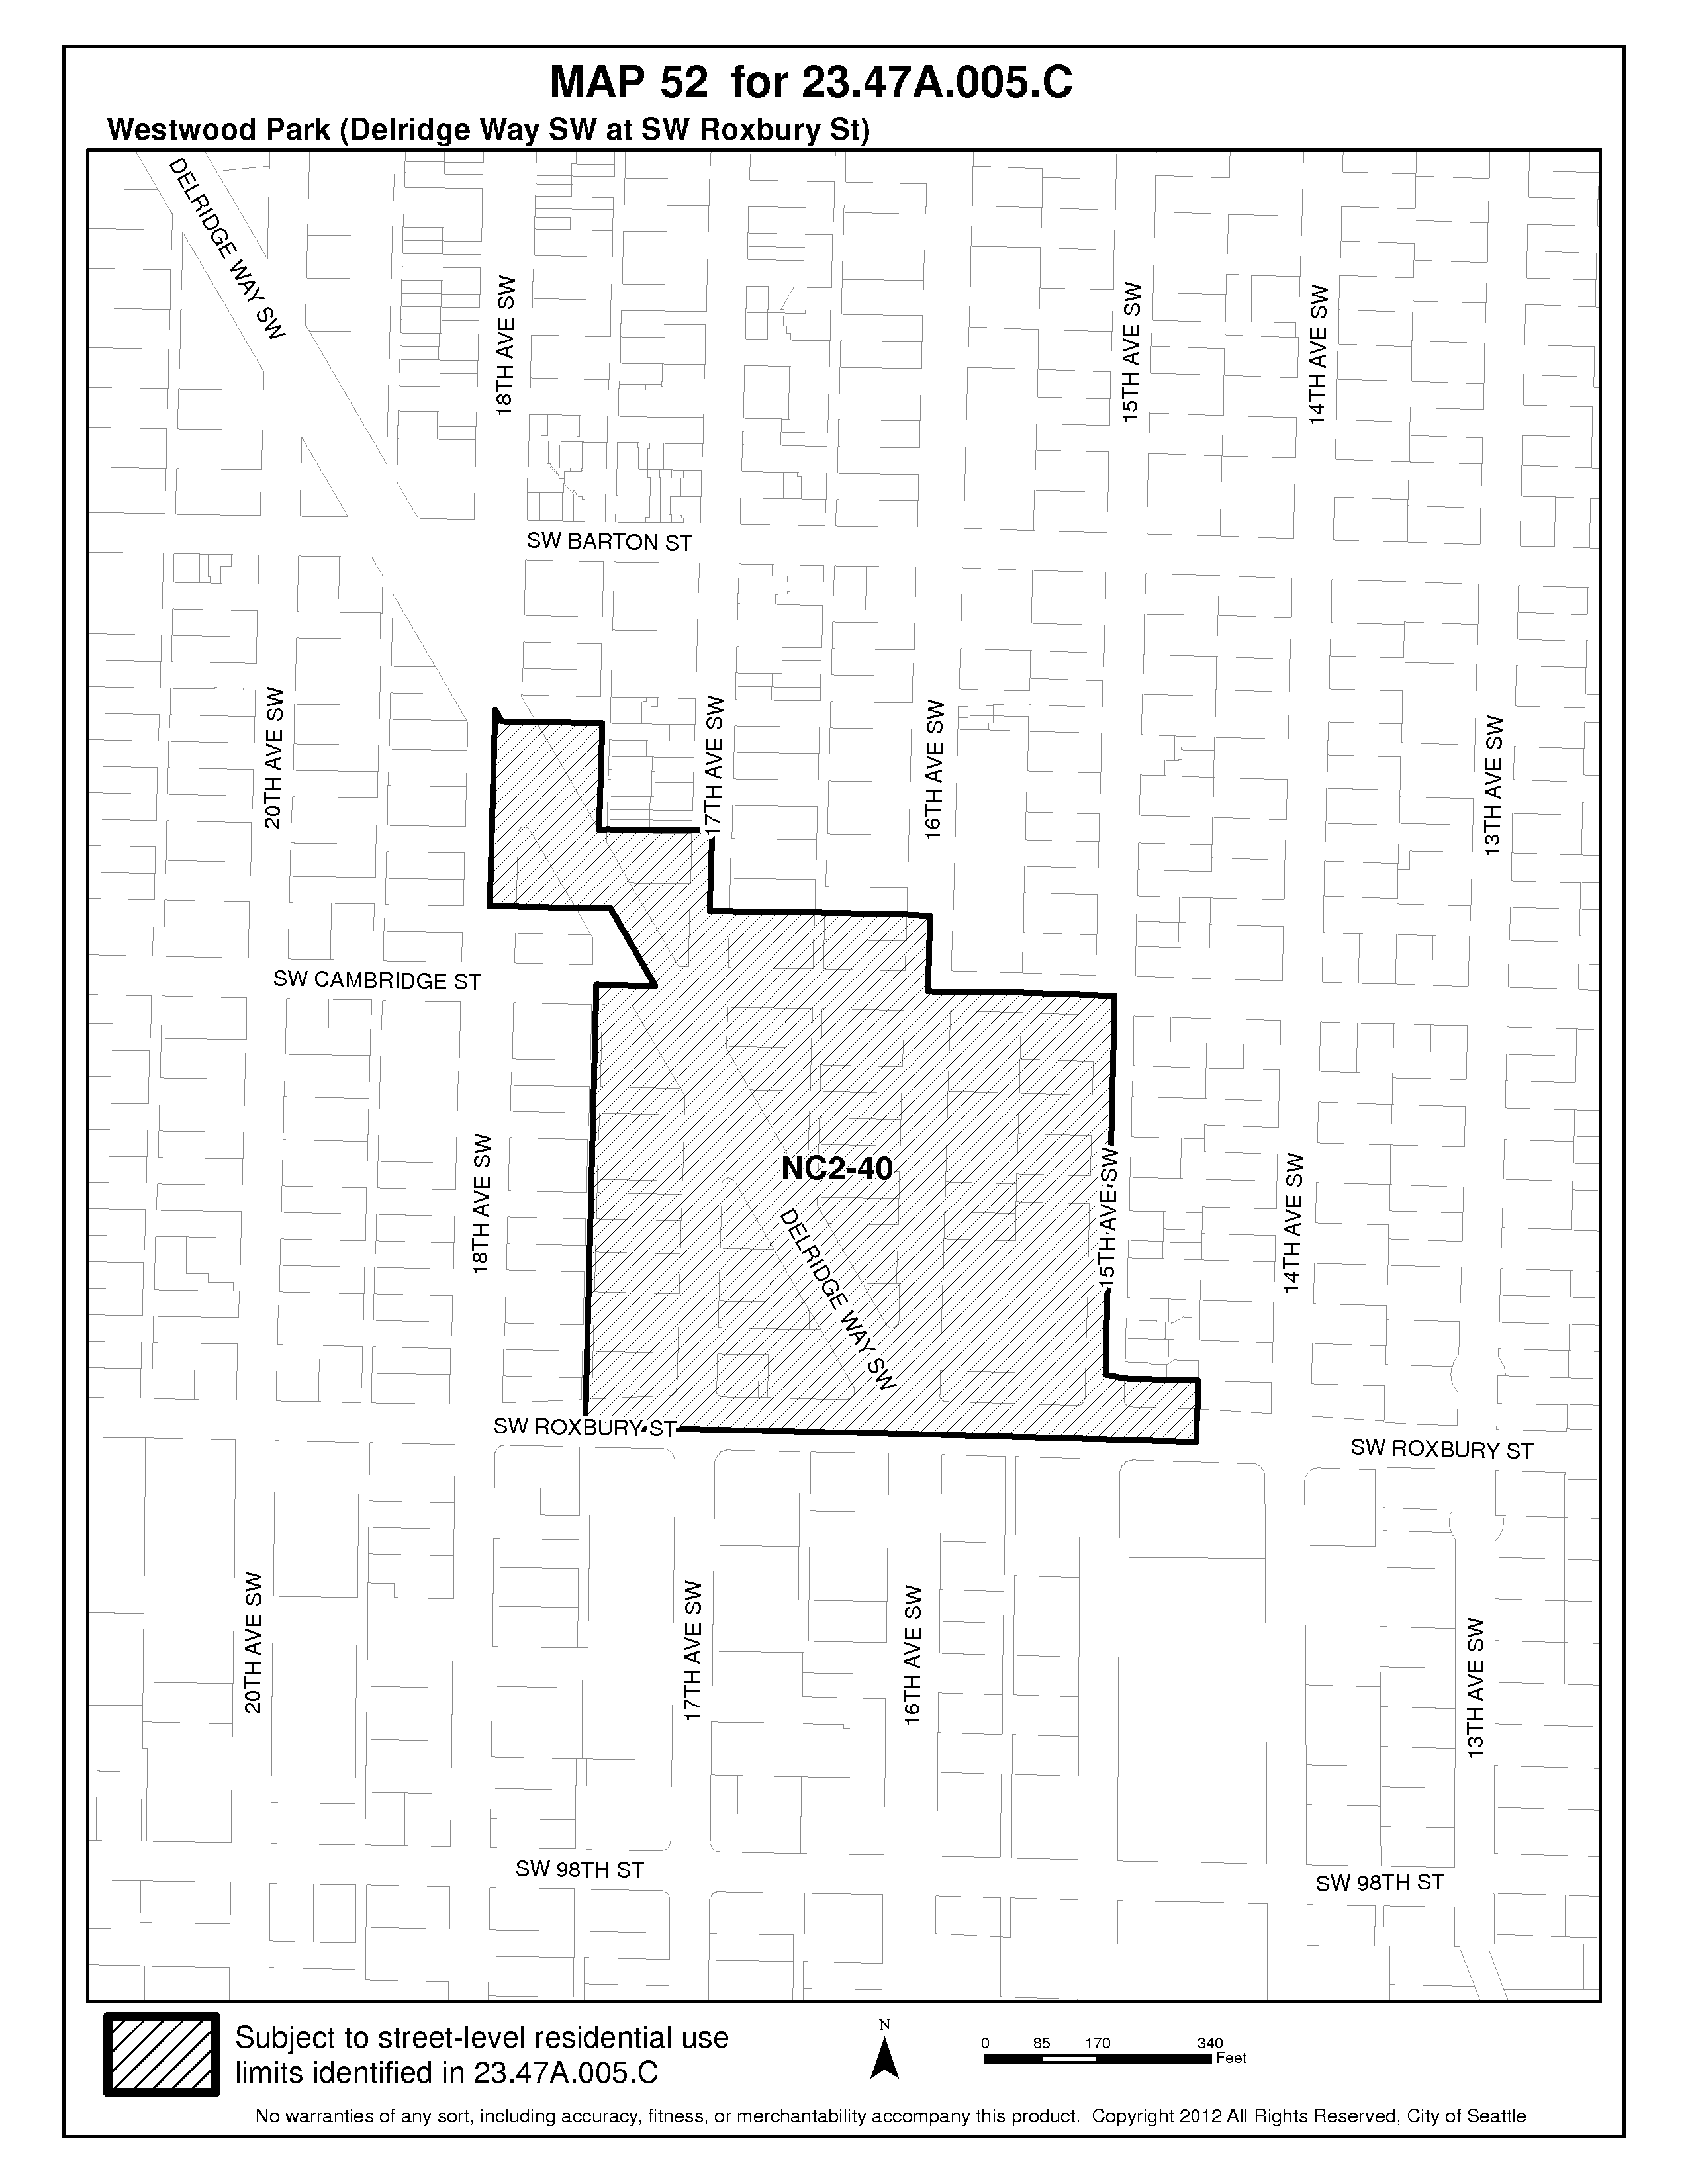 MAP 52 for 23.47A.005.C
Westwood Park (Delridge Way SW at SW Roxbury St)
DELRIDGE WAY SW
18TH AVE SW
15TH AVE SW
14TH AVE SW
SW BARTON ST
20TH AVE SW
17TH AVE SW
16TH AVE SW
13TH AVE SW
SW CAMBRIDGE ST
18TH AVE SW
NC2-40
15TH AVE SW
14TH AVE SW
DELRIDGE WAY SW
SW ROXBURY ST
SW ROXBURY ST
20TH AVE SW
17TH AVE SW
16TH AVE SW
13TH AVE SW
SW 98TH ST
SW 98TH ST
Subject to street-level residential use
limits identified in 23.47A.005.C
N
0 85 170 340
Feet
No warranties of any sort, including accuracy, fitness, or merchantability accompany this product. Copyright 2012 All Rights Reserved, City of Seattle